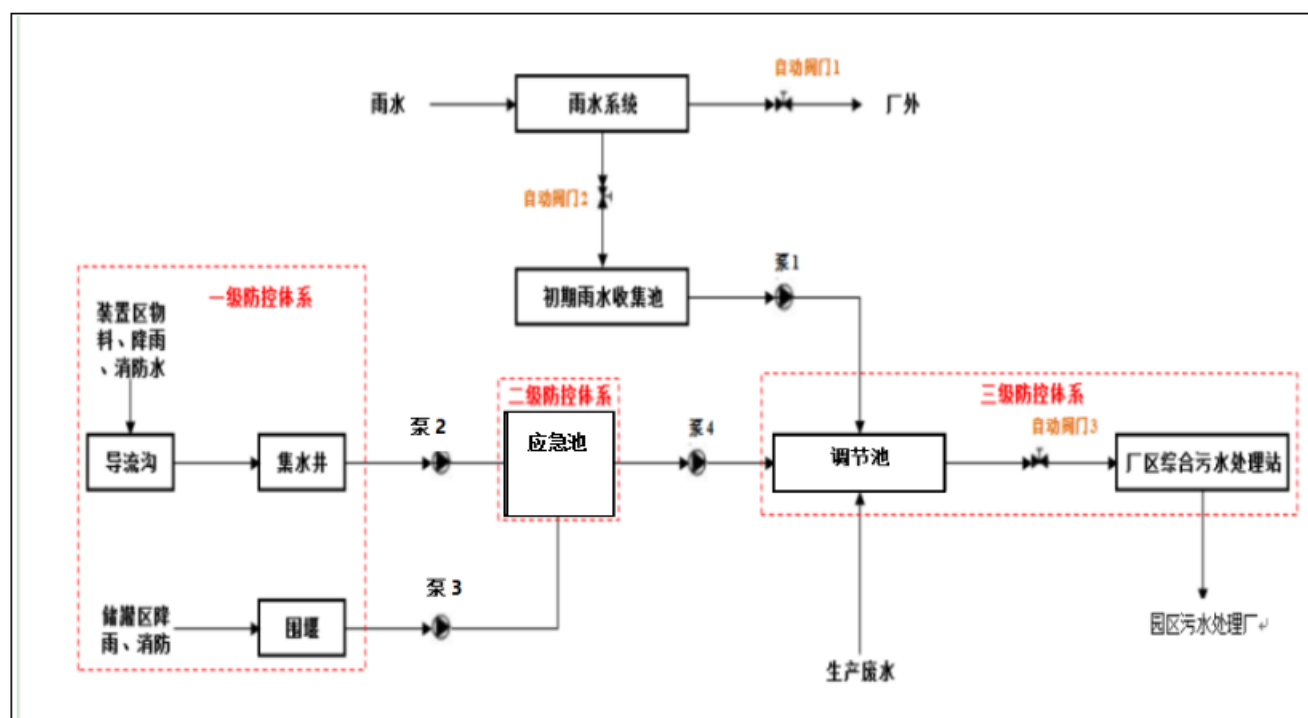 自动阀门1
雨水
雨水系统
厂外
自动阀门2
泵1
初期雨水收集池
一级防控体系
装置区物
料、降雨
、消防水
二级防控体系
三级防控体系
泵2
应急池
泵4
自动阀门3
导流沟
集水井
调节池
厂区综合污水处理站
泵3
储罐区降
雨、消防
围堰
园区污水处理厂↵
生产废水